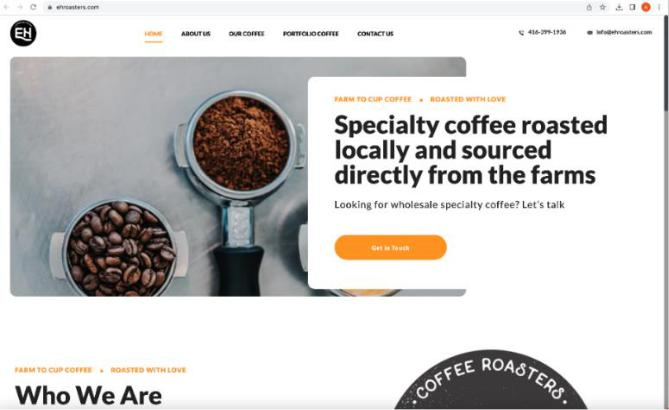 ehroasters.com
EH
HOME
ABOUT US
OUR COFFEE
PORTFOLIO COFFEE
CONTACT US
416-299-1936
info@ehroasters.com
FARM TO CUP COFFEE ROASTED WITH LOVE
Specialty coffee roasted
locally and sourced
directly from the farms
Looking for wholesale specialty coffee? Let's talk
Get in Touch
FARM TO CUP COFFEE ROASTED WITH LOVE
Who We Are
COFFEE ROASTERS